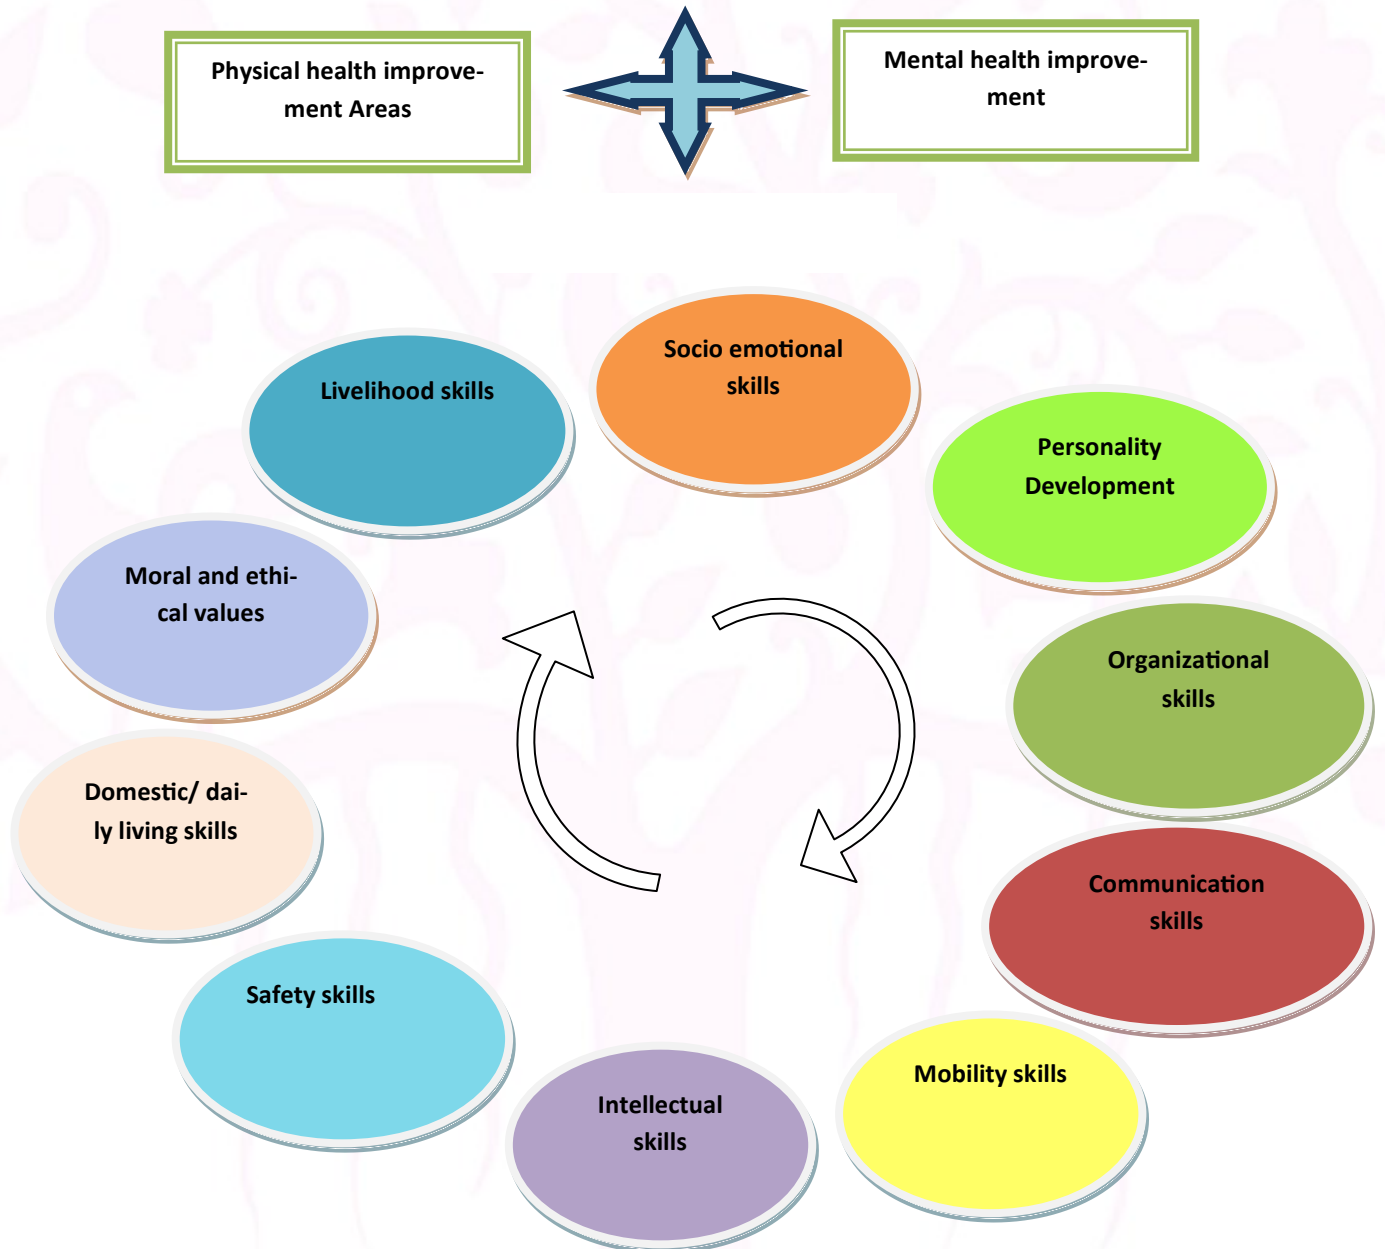 Physical health improve-
ment Areas
Mental health improve-
ment
Socio emotional
skills
Livelihood skills
Personality
Development
Moral and ethi-
cal values
Organizational
skills
Domestic/ dai-
ly living skills
Communication
skills
Safety skills
Mobility skills
Intellectual
skills